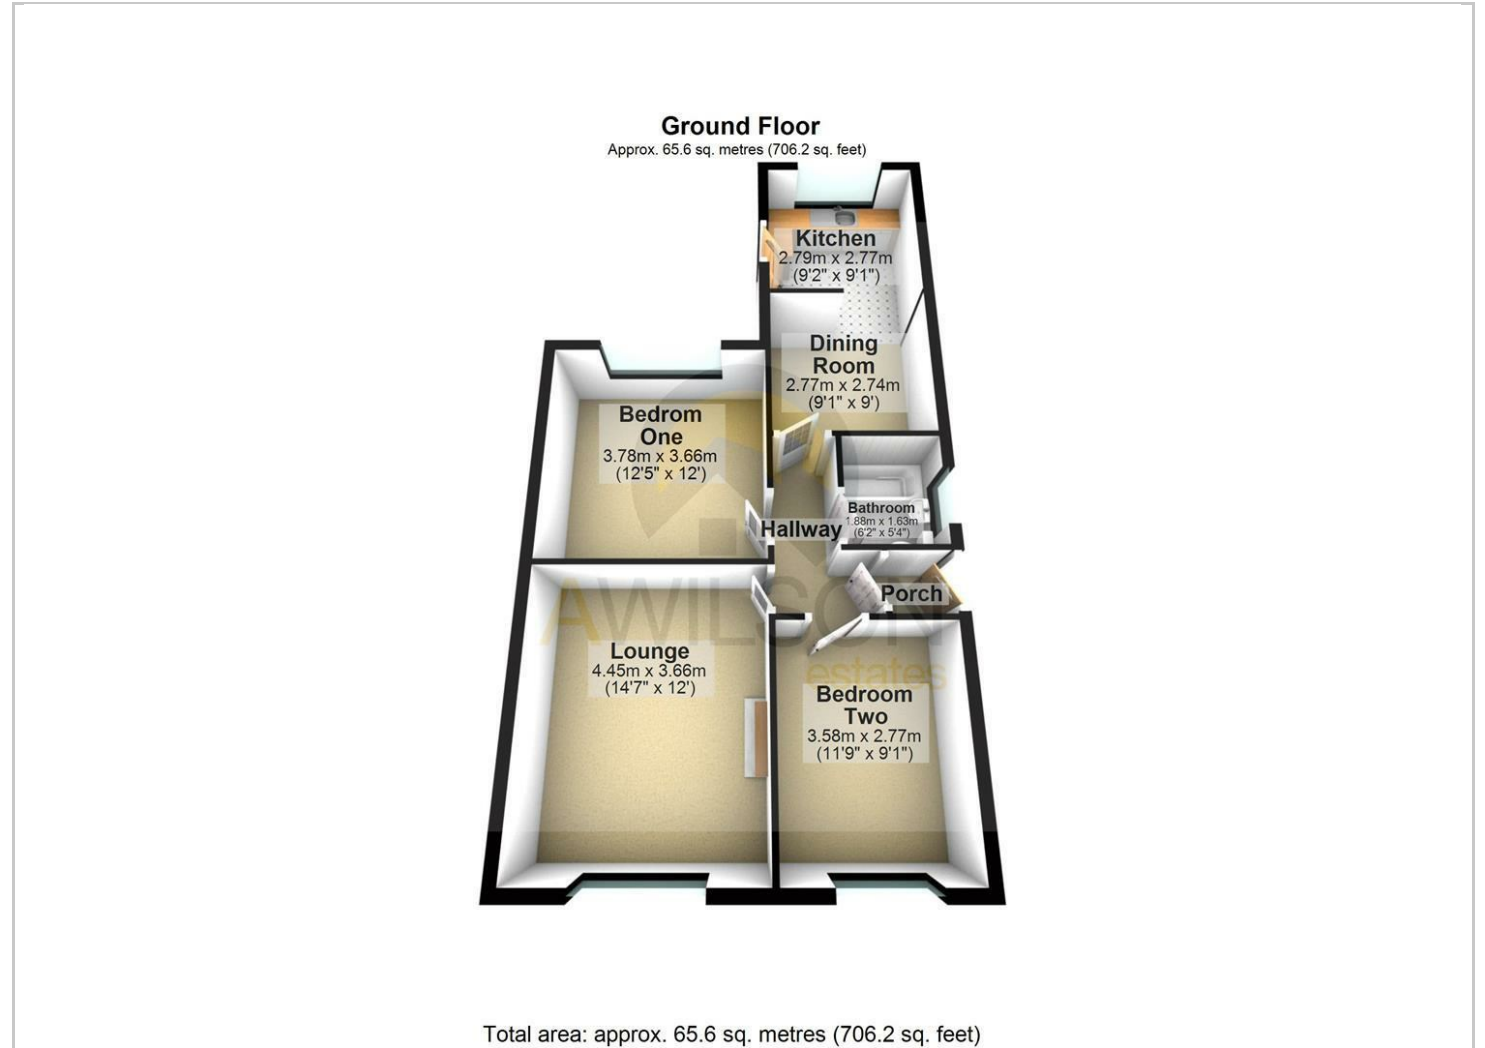 Ground Floor
Approx. 65.6 sq. metres (706.2 sq. feet)
Kitchen
2.79m x 2.77m
(9'2" x 9'1")
Dining
Room
2.77m x 2.74m
(9'1" x 9')
Bedrom
One
3.78m x 3.66m
(12'5" x 12')
Bathroom
1.88m x 1.63m
(6'2" x 5'4")
Hallway
Porch
AWILSON
estates
Lounge
4.45m x 3.66m
(14'7" x 12')
Bedroom
Two
3.58m x 2.77m
(11'9" x 9'1")
Total area: approx. 65.6 sq. metres (706.2 sq. feet)